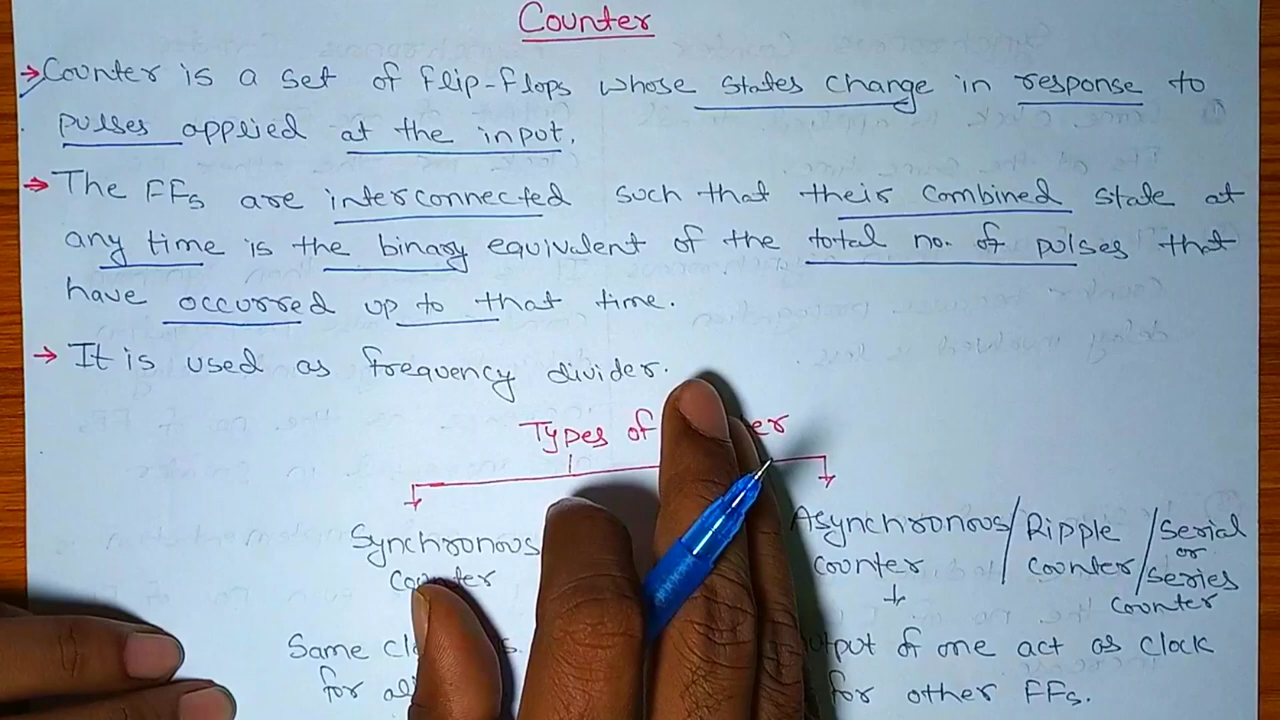 Counter
→ Counter is a set of flip-flops whose states change in response to
pulses applied at the input.
→ The FFs are interconnected such that their combined state at
any time is the binary equivalent of the total no. of pulses that
have occurred up to that time.
→ It is used as frequency divider.
Types of
Synchronous
Asynchronous / Ripple / Serial
counter counter or
series
counter
Same
output of one act as clock
for
for other FFs.